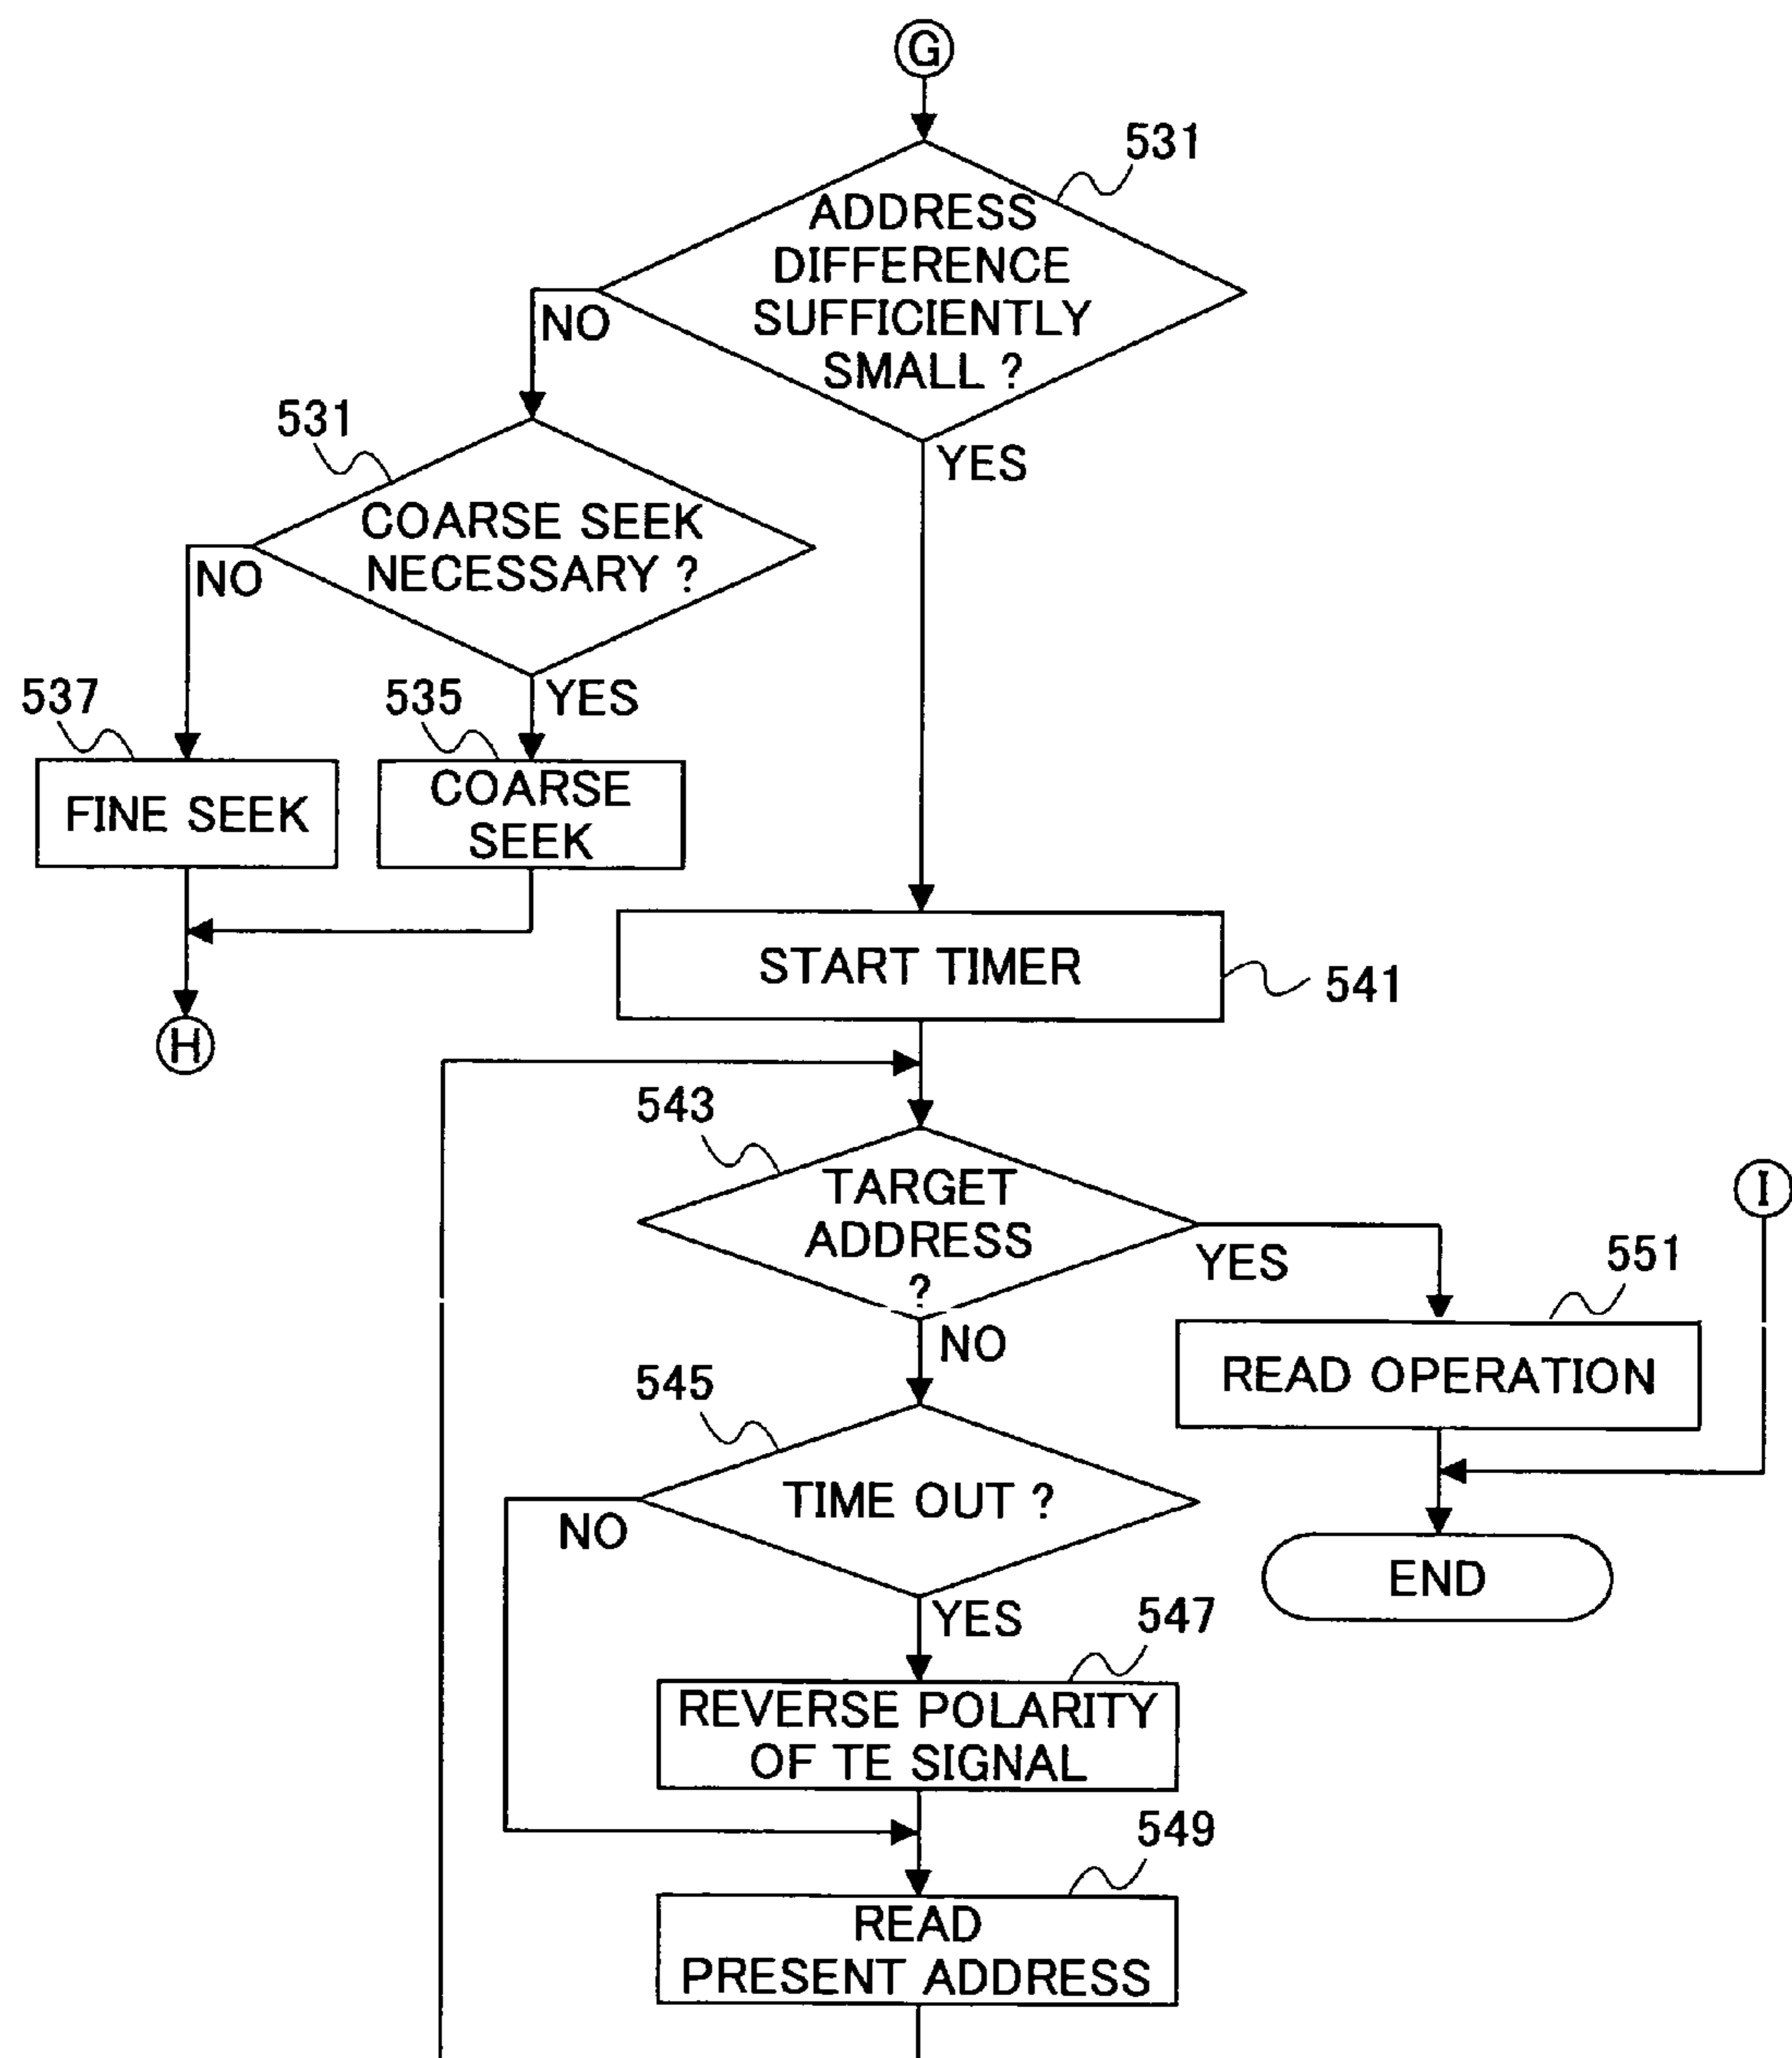 G
531
ADDRESS
DIFFERENCE
SUFFICIENTLY
SMALL ?
NO
YES
531
COARSE SEEK
NECESSARY ?
NO
YES
537
535
FINE SEEK
COARSE
SEEK
START TIMER
541
H
543
TARGET
ADDRESS
?
YES
I
551
NO
READ OPERATION
545
TIME OUT ?
NO
END
YES
547
REVERSE POLARITY
OF TE SIGNAL
549
READ
PRESENT ADDRESS